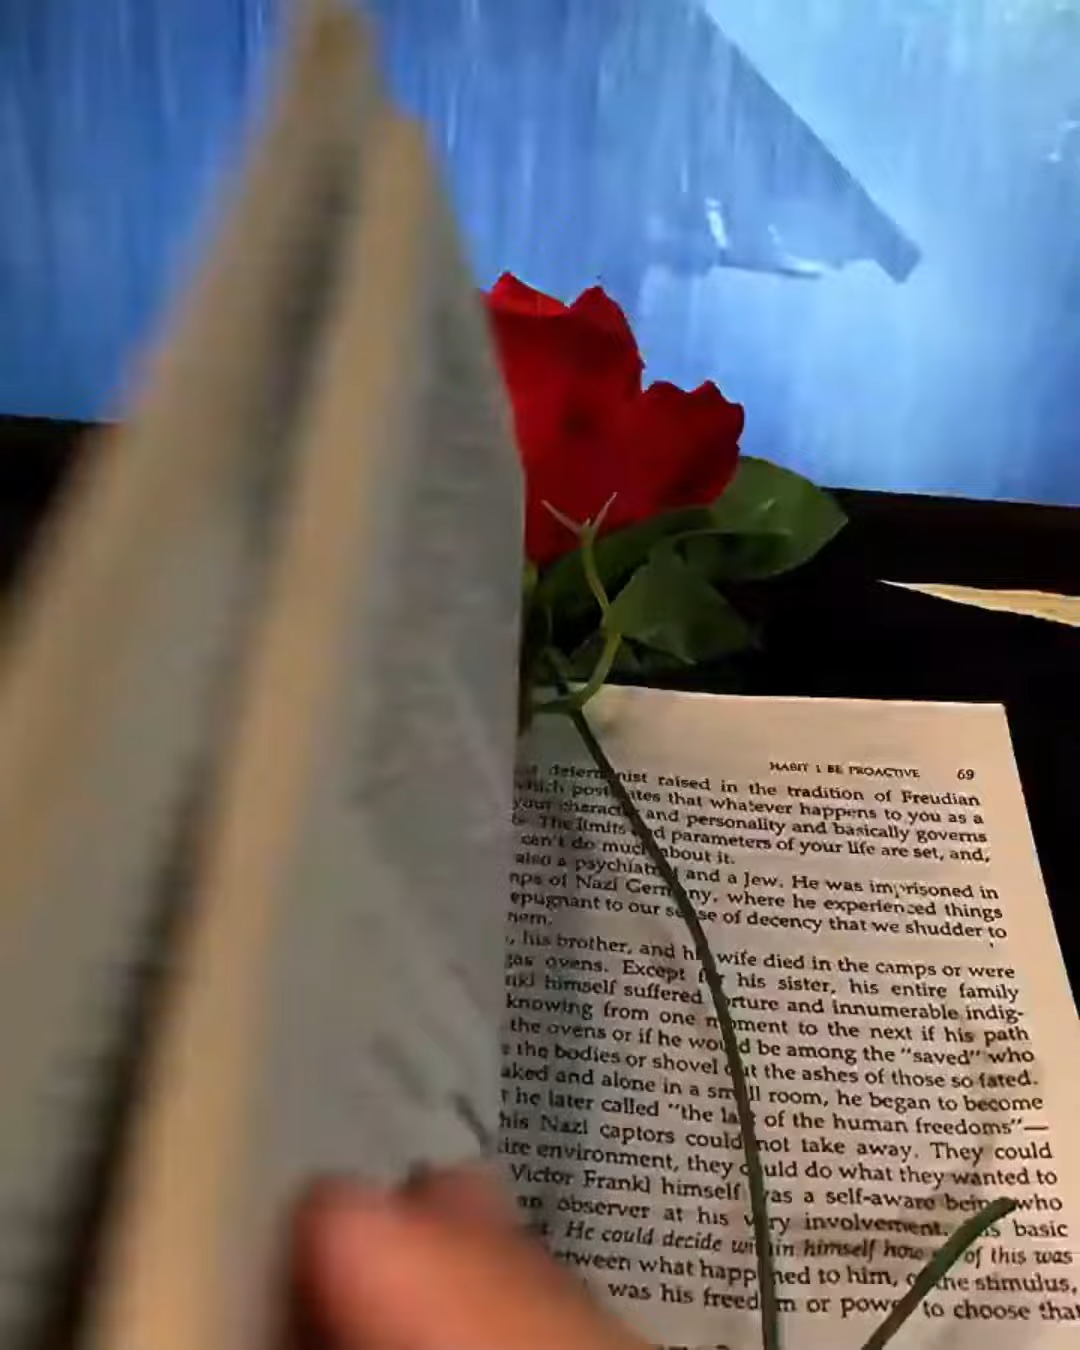 HABIT 1 BE PROACTIVE 69
determinist raised in the tradition of Freudian
which postulates that whatever happens to you as a
your character and personality and basically governs
The limits and parameters of your life are set, and,
can't do much about it.
also a psychiatrist and a Jew. He was imprisoned in
mps of Nazi Germany, where he experienced things
epugnant to our sense of decency that we shudder to
hem.
, his brother, and his wife died in the camps or were
gas ovens. Except for his sister, his entire family
nkl himself suffered torture and innumerable indig-
knowing from one moment to the next if his path
the ovens or if he would be among the "saved" who
the bodies or shovel out the ashes of those so fated.
aked and alone in a small room, he began to become
he later called "the last of the human freedoms"—
his Nazi captors could not take away. They could
tire environment, they could do what they wanted to
Victor Frankl himself was a self-aware being who
an observer at his very involvement. His basic
t. He could decide within himself how all of this was
etween what happened to him, or the stimulus,
was his freedom or power to choose that